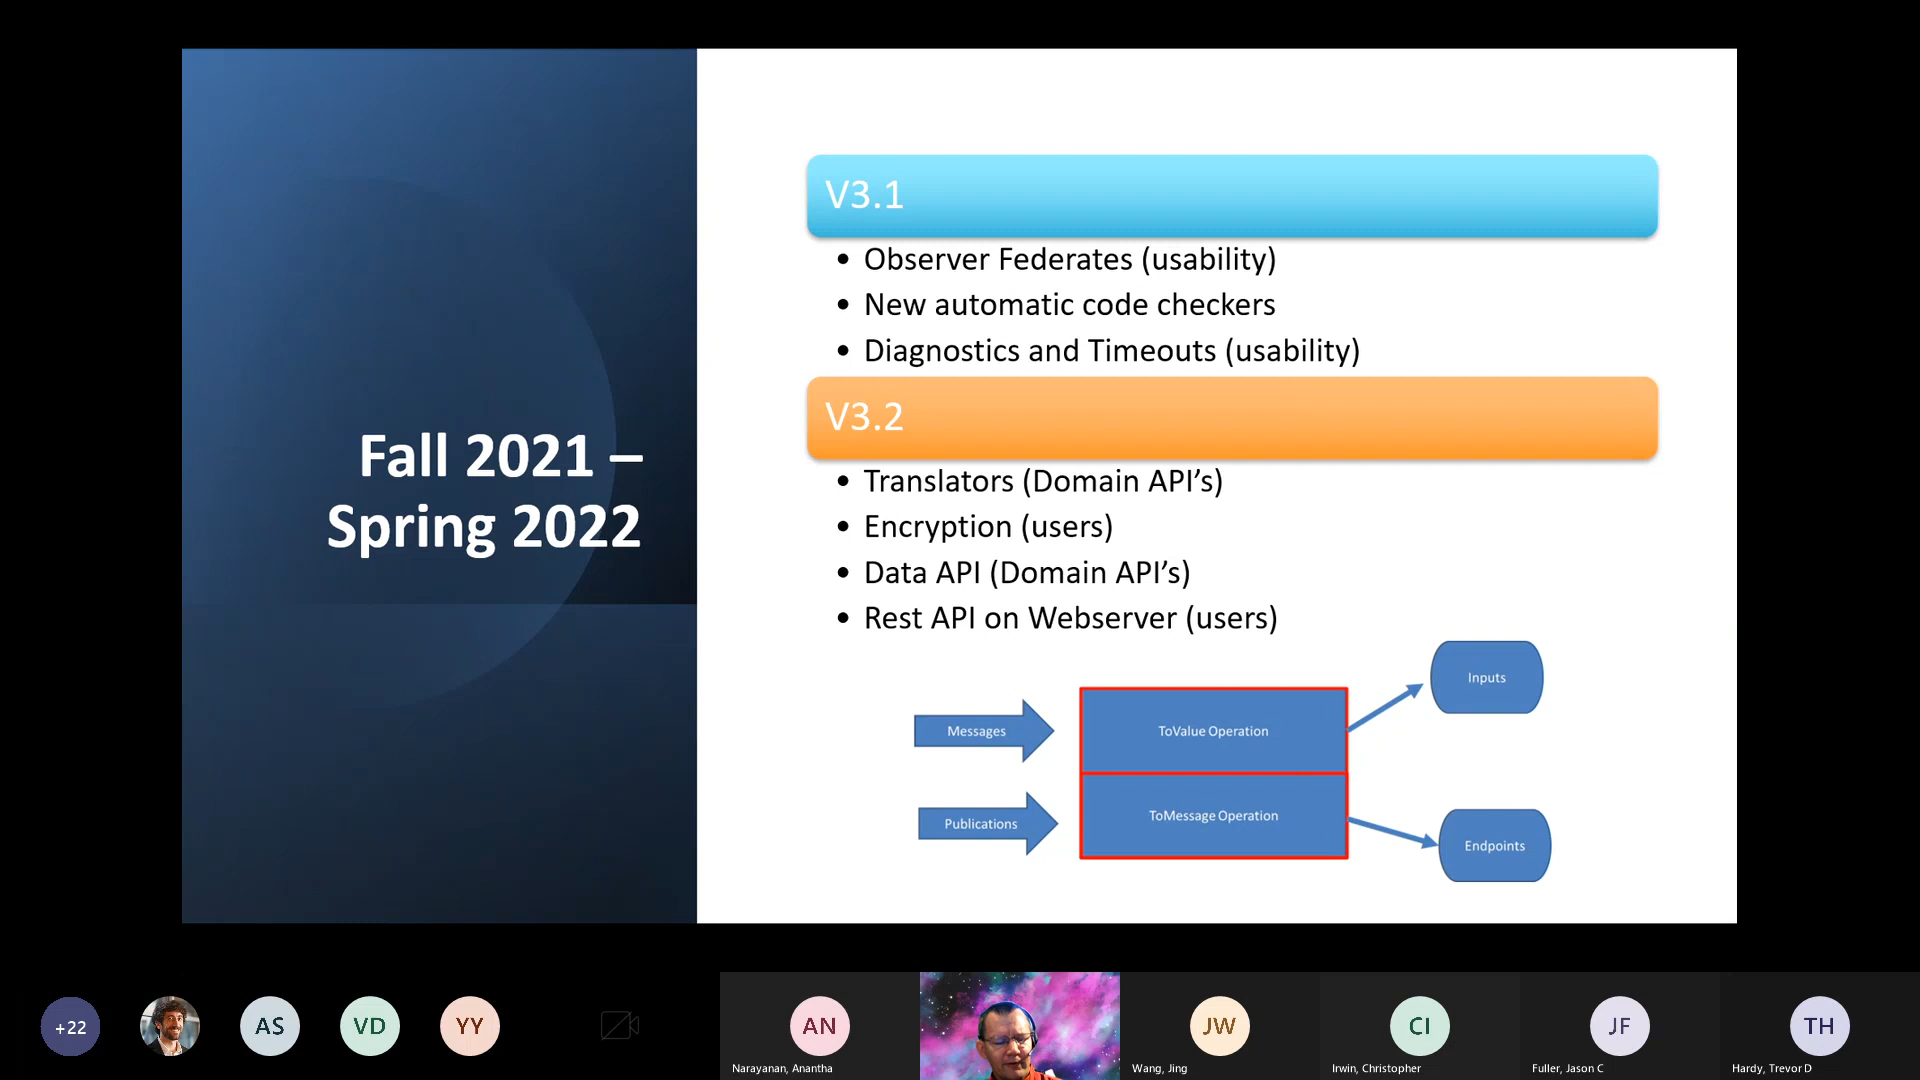 Fall 2021 –
Spring 2022
V3.1
• Observer Federates (usability)
• New automatic code checkers
• Diagnostics and Timeouts (usability)
V3.2
• Translators (Domain API’s)
• Encryption (users)
• Data API (Domain API’s)
• Rest API on Webserver (users)
Messages
Publications
ToValue Operation
ToMessage Operation
Inputs
Endpoints
+22
AS
VD
YY
AN
Narayanan, Anantha
JW
Wang, Jing
CI
Irwin, Christopher
JF
Fuller, Jason C
TH
Hardy, Trevor D